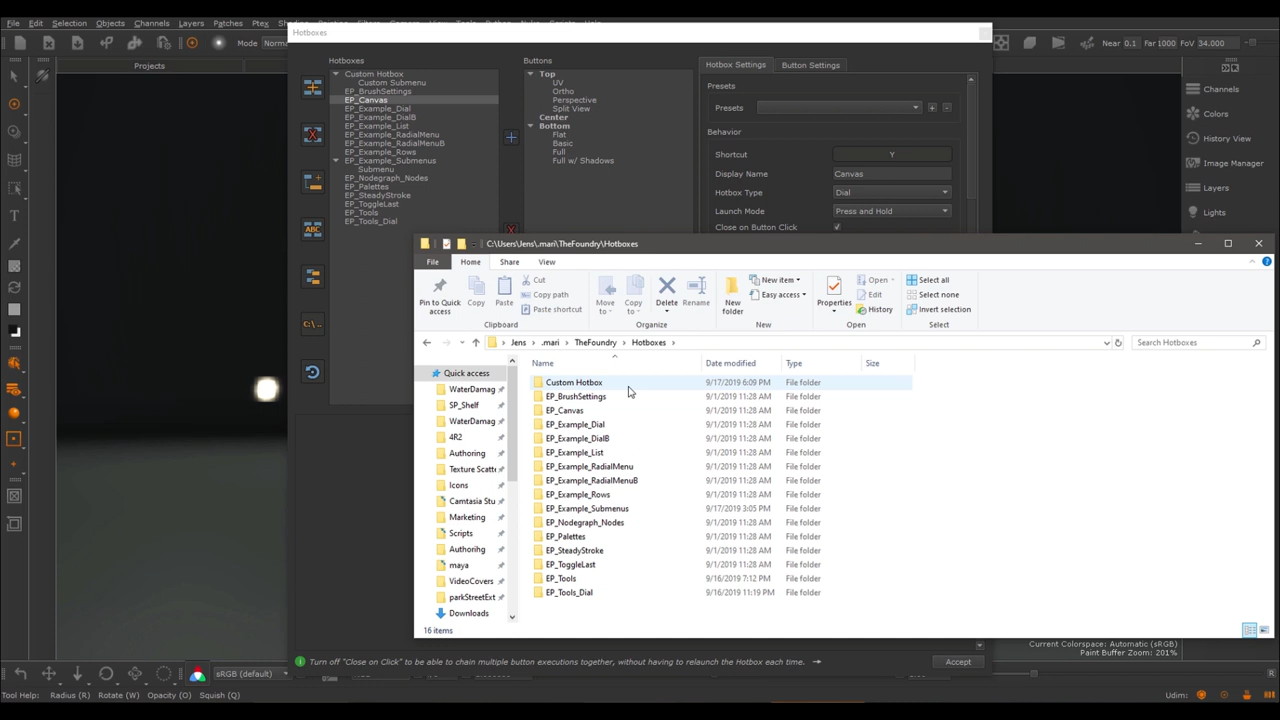 File Edit Selection Objects Channels Layers Patches Ptex
Hotboxes
Mode Norm
Near 0.1 Far 1000 FoV 34.000
Projects
Hotboxes
Custom Hotbox
Custom Submenu
EP_BrushSettings
EP_Canvas
EP_Example_Dial
EP_Example_DialB
EP_Example_List
EP_Example_RadialMenu
EP_Example_RadialMenuB
EP_Example_Rows
EP_Example_Submenus
Submenu
EP_Nodegraph_Nodes
EP_Palettes
EP_SteadyStroke
EP_ToggleLast
EP_Tools
EP_Tools_Dial
ABC
C:\ ..
Buttons
Top
UV
Ortho
Perspective
Split View
Center
Bottom
Flat
Basic
Full
Full w/ Shadows
Hotbox Settings Button Settings
Presets
Presets
Behavior
Shortcut Y
Display Name Canvas
Hotbox Type Dial
Launch Mode Press and Hold
Close on Button Click
Channels
Colors
History View
Image Manager
Layers
Lights
C:\Users\Jens\.mari\TheFoundry\Hotboxes
File Home Share View
Pin to Quick access
Copy
Paste
Cut
Copy path
Paste shortcut
Clipboard
Move to
Copy to
Delete
Rename
Organize
New folder
New item
Easy access
New
Properties
Open
Edit
History
Open
Select all
Select none
Invert selection
Select
Jens .mari TheFoundry Hotboxes
Search Hotboxes
Quick access
WaterDamag
SP_Shelf
WaterDamag
4R2
Authoring
Texture Scatte
Icons
Camtasia Stu
Marketing
Scripts
Authorihg
maya
VideoCovers
parkStreetExt
Downloads
Name Date modified Type Size
Custom Hotbox 9/17/2019 6:09 PM File folder
EP_BrushSettings 9/1/2019 11:28 AM File folder
EP_Canvas 9/1/2019 11:28 AM File folder
EP_Example_Dial 9/1/2019 11:28 AM File folder
EP_Example_DialB 9/1/2019 11:28 AM File folder
EP_Example_List 9/1/2019 11:28 AM File folder
EP_Example_RadialMenu 9/1/2019 11:28 AM File folder
EP_Example_RadialMenuB 9/1/2019 11:28 AM File folder
EP_Example_Rows 9/1/2019 11:28 AM File folder
EP_Example_Submenus 9/17/2019 3:05 PM File folder
EP_Nodegraph_Nodes 9/1/2019 11:28 AM File folder
EP_Palettes 9/1/2019 11:28 AM File folder
EP_SteadyStroke 9/1/2019 11:28 AM File folder
EP_ToggleLast 9/1/2019 11:28 AM File folder
EP_Tools 9/16/2019 7:12 PM File folder
EP_Tools_Dial 9/16/2019 11:19 PM File folder
16 items
Current Colorspace: Automatic (sRGB)
Paint Buffer Zoom: 201%
Turn off "Close on Click" to be able to chain multiple button executions together, without having to relaunch the Hotbox each time.
Accept
sRGB (default)
R
Tool Help: Radius (R) Rotate (W) Opacity (O) Squish (Q)
Udim: